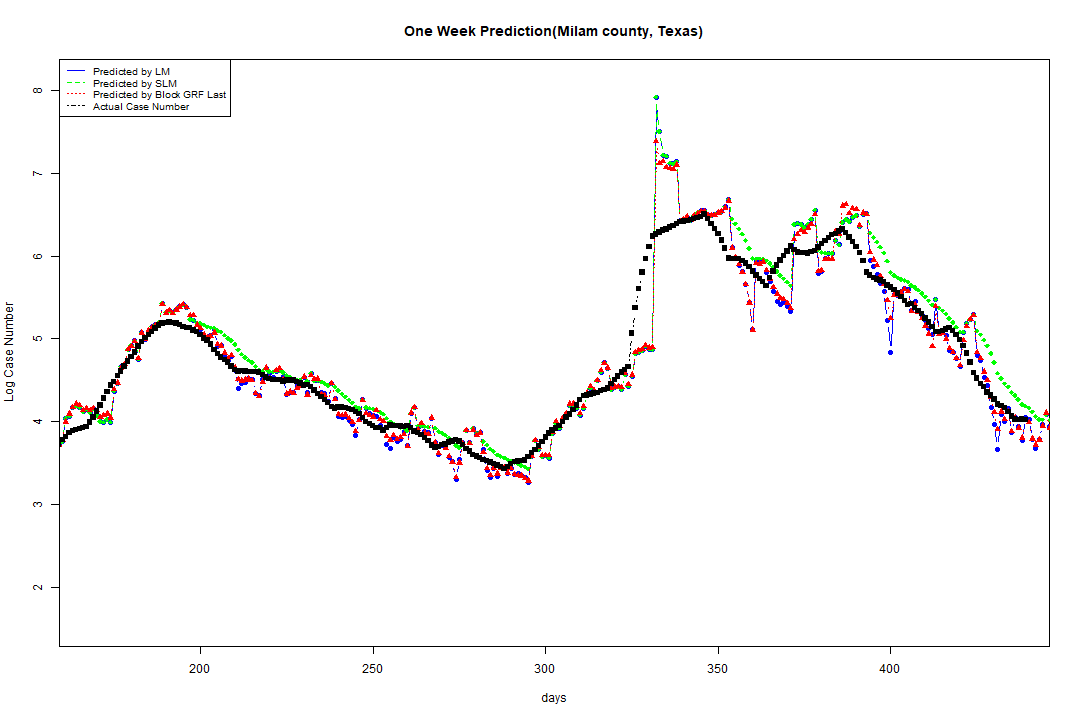 One Week Prediction(Milam county, Texas)
Predicted by LM
Predicted by SLM
Predicted by Block GRF Last
Actual Case Number
8
7
6
5
4
3
2
Log Case Number
200 250 300 350 400
days